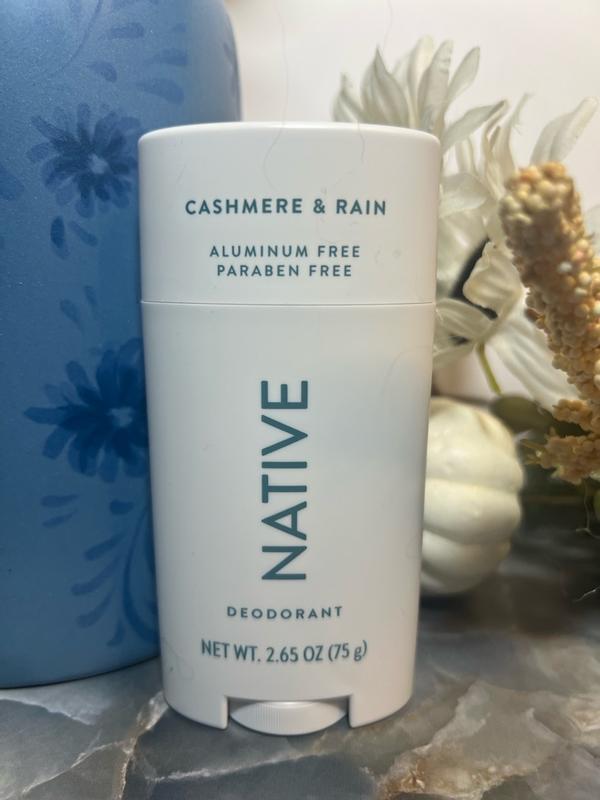 CASHMERE & RAIN
ALUMINUM FREE
PARABEN FREE
NATIVE
DEODORANT
NET WT. 2.65 OZ (75 g)